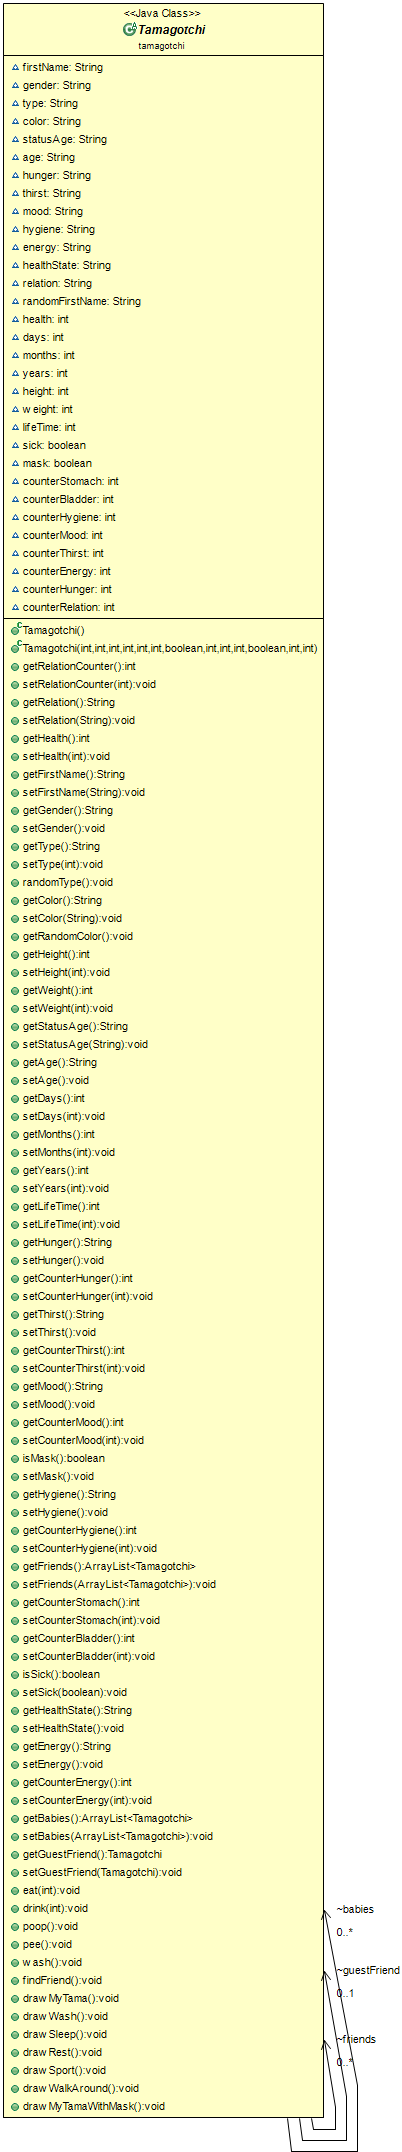 <<Java Class>>
Tamagotchi
tamagotchi
firstName: String
gender: String
type: String
color: String
statusAge: String
age: String
hunger: String
thirst: String
mood: String
hygiene: String
energy: String
healthState: String
relation: String
randomFirstName: String
health: int
days: int
months: int
years: int
height: int
weight: int
lifeTime: int
sick: boolean
mask: boolean
counterStomach: int
counterBladder: int
counterHygiene: int
counterMood: int
counterThirst: int
counterEnergy: int
counterHunger: int
counterRelation: int
Tamagotchi()
Tamagotchi(int,int,int,int,int,int,boolean,int,int,int,boolean,int,int)
getRelationCounter():int
setRelationCounter(int):void
getRelation():String
setRelation(String):void
getHealth():int
setHealth(int):void
getFirstName():String
setFirstName(String):void
getGender():String
setGender():void
getType():String
setType(int):void
randomType():void
getColor():String
setColor(String):void
getRandomColor():void
getHeight():int
setHeight(int):void
getWeight():int
setWeight(int):void
getStatusAge():String
setStatusAge(String):void
getAge():String
setAge():void
getDays():int
setDays(int):void
getMonths():int
setMonths(int):void
getYears():int
setYears(int):void
getLifeTime():int
setLifeTime(int):void
getHunger():String
setHunger():void
getCounterHunger():int
setCounterHunger(int):void
getThirst():String
setThirst():void
getCounterThirst():int
setCounterThirst(int):void
getMood():String
setMood():void
getCounterMood():int
setCounterMood(int):void
isMask():boolean
setMask():void
getHygiene():String
setHygiene():void
getCounterHygiene():int
setCounterHygiene(int):void
getFriends():ArrayList<Tamagotchi>
setFriends(ArrayList<Tamagotchi>):void
getCounterStomach():int
setCounterStomach(int):void
getCounterBladder():int
setCounterBladder(int):void
isSick():boolean
setSick(boolean):void
getHealthState():String
setHealthState():void
getEnergy():String
setEnergy():void
getCounterEnergy():int
setCounterEnergy(int):void
getBabies():ArrayList<Tamagotchi>
setBabies(ArrayList<Tamagotchi>):void
getGuestFriend():Tamagotchi
setGuestFriend(Tamagotchi):void
eat(int):void
drink(int):void
poop():void
pee():void
wash():void
findFriend():void
drawMyTama():void
drawWash():void
drawSleep():void
drawRest():void
drawSport():void
drawWalkAround():void
drawMyTamaWithMask():void
~babies
0..*
~guestFriend
0..1
~friends
0..*